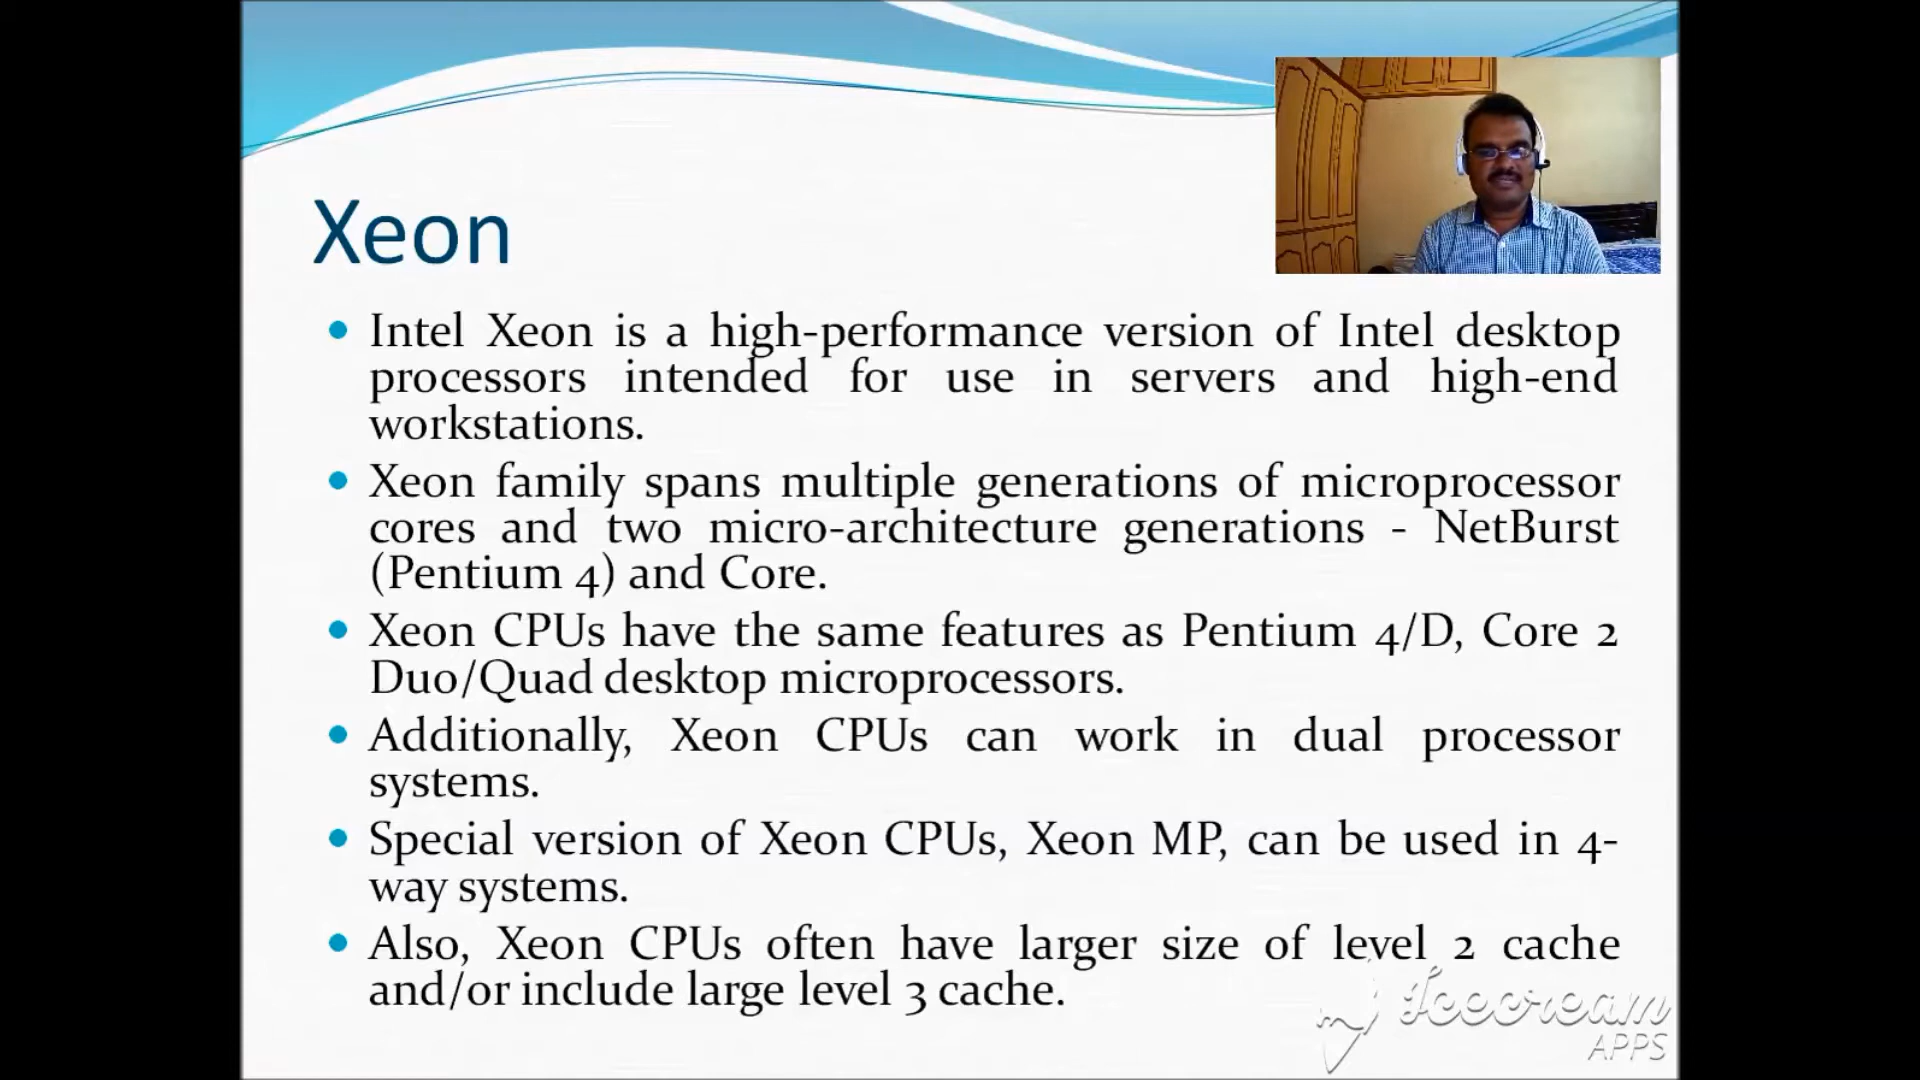 Xeon
• Intel Xeon is a high-performance version of Intel desktop
processors intended for use in servers and high-end
workstations.
• Xeon family spans multiple generations of microprocessor
cores and two micro-architecture generations - NetBurst
(Pentium 4) and Core.
• Xeon CPUs have the same features as Pentium 4/D, Core 2
Duo/Quad desktop microprocessors.
• Additionally, Xeon CPUs can work in dual processor
systems.
• Special version of Xeon CPUs, Xeon MP, can be used in 4-
way systems.
• Also, Xeon CPUs often have larger size of level 2 cache
and/or include large level 3 cache.
Icecream
APPS